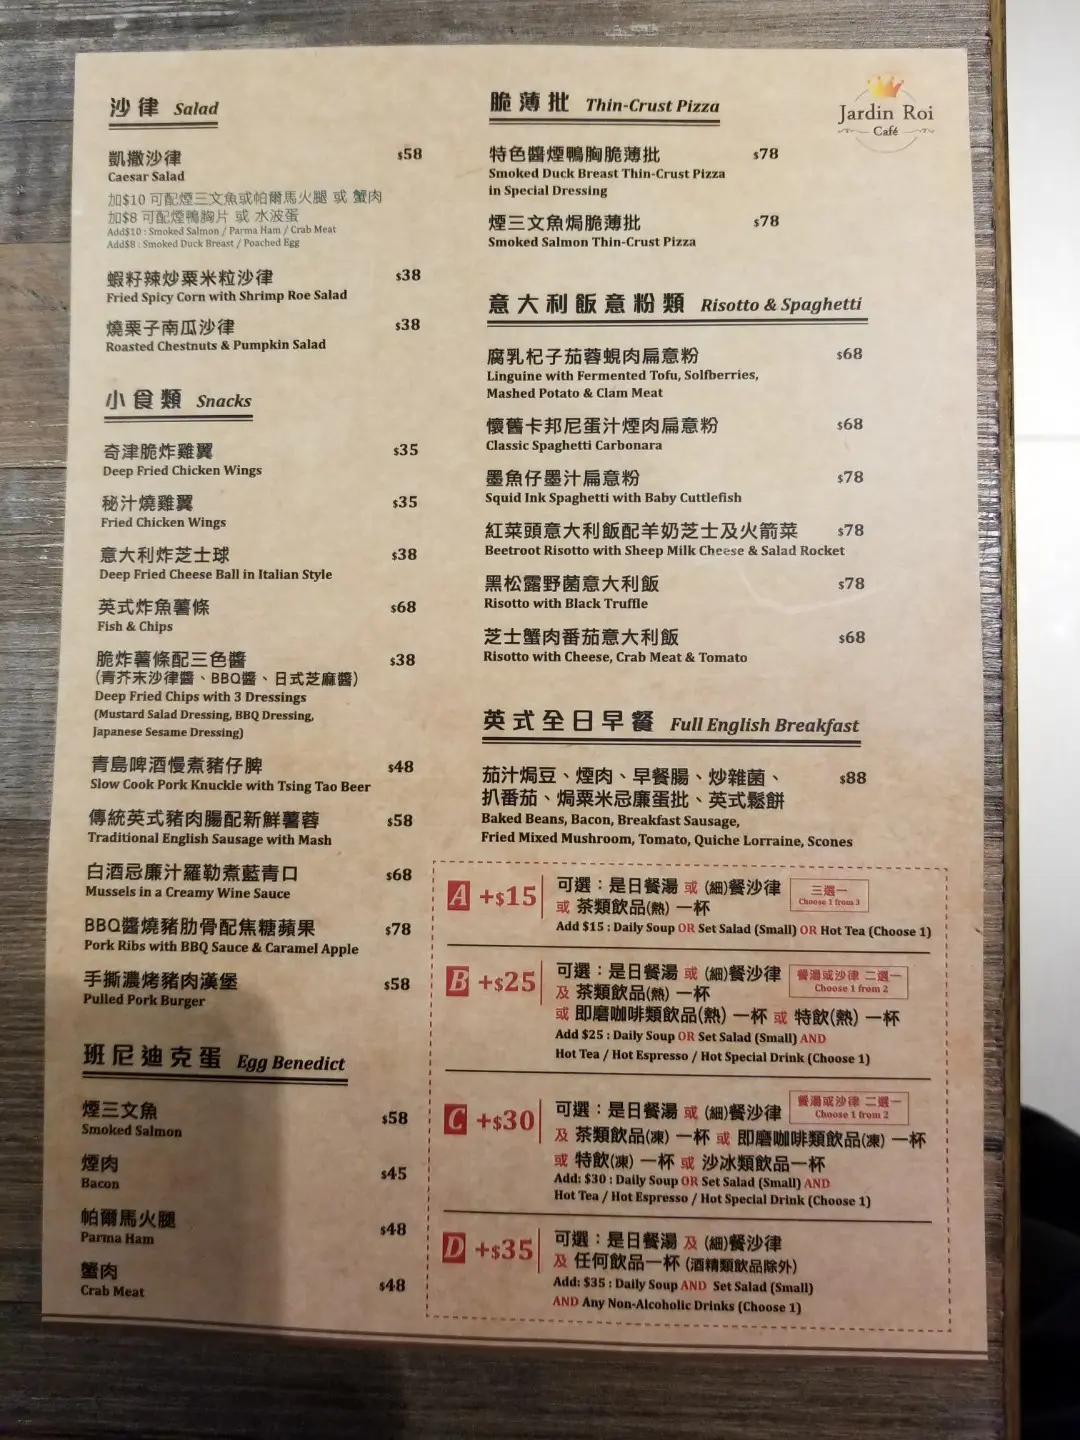 Jardin Roi
Café
沙律 Salad
凱撒沙律 $58
Caesar Salad
加$10 可配煙三文魚或帕爾馬火腿 或 蟹肉
加$8 可配煙鴨胸片 或 水波蛋
Add$10 : Smoked Salmon / Parma Ham / Crab Meat
Add$8 : Smoked Duck Breast / Poached Egg
蝦籽辣炒粟米粒沙律 $38
Fried Spicy Corn with Shrimp Roe Salad
燒栗子南瓜沙律 $38
Roasted Chestnuts & Pumpkin Salad
小食類 Snacks
奇津脆炸雞翼 $35
Deep Fried Chicken Wings
秘汁燒雞翼 $35
Fried Chicken Wings
意大利炸芝士球 $38
Deep Fried Cheese Ball in Italian Style
英式炸魚薯條 $68
Fish & Chips
脆炸薯條配三色醬 $38
(青芥末沙律醬、BBQ醬、日式芝麻醬)
Deep Fried Chips with 3 Dressings
(Mustard Salad Dressing, BBQ Dressing,
Japanese Sesame Dressing)
青島啤酒慢煮豬仔脾 $48
Slow Cook Pork Knuckle with Tsing Tao Beer
傳統英式豬肉腸配新鮮薯蓉 $58
Traditional English Sausage with Mash
白酒忌廉汁羅勒煮藍青口 $68
Mussels in a Creamy Wine Sauce
BBQ醬燒豬肋骨配焦糖蘋果 $78
Pork Ribs with BBQ Sauce & Caramel Apple
手撕濃烤豬肉漢堡 $58
Pulled Pork Burger
班尼迪克蛋 Egg Benedict
煙三文魚 $58
Smoked Salmon
煙肉 $45
Bacon
帕爾馬火腿 $48
Parma Ham
蟹肉 $48
Crab Meat
脆薄批 Thin-Crust Pizza
特色醬煙鴨胸脆薄批 $78
Smoked Duck Breast Thin-Crust Pizza
in Special Dressing
煙三文魚焗脆薄批 $78
Smoked Salmon Thin-Crust Pizza
意大利飯意粉類 Risotto & Spaghetti
腐乳杞子茄蓉蜆肉扁意粉 $68
Linguine with Fermented Tofu, Solfberries,
Mashed Potato & Clam Meat
懷舊卡邦尼蛋汁煙肉扁意粉 $68
Classic Spaghetti Carbonara
墨魚仔墨汁扁意粉 $78
Squid Ink Spaghetti with Baby Cuttlefish
紅菜頭意大利飯配羊奶芝士及火箭菜 $78
Beetroot Risotto with Sheep Milk Cheese & Salad Rocket
黑松露野菌意大利飯 $78
Risotto with Black Truffle
芝士蟹肉番茄意大利飯 $68
Risotto with Cheese, Crab Meat & Tomato
英式全日早餐 Full English Breakfast
茄汁焗豆、煙肉、早餐腸、炒雜菌、 $88
扒番茄、焗粟米忌廉蛋批、英式鬆餅
Baked Beans, Bacon, Breakfast Sausage,
Fried Mixed Mushroom, Tomato, Quiche Lorraine, Scones
A +$15 可選：是日餐湯 或 (細)餐沙律 三選一
或 茶類飲品(熱) 一杯 Choose 1 from 3
Add $15 : Daily Soup OR Set Salad (Small) OR Hot Tea (Choose 1)
B +$25 可選：是日餐湯 或 (細)餐沙律 餐湯或沙律 二選一
及 茶類飲品(熱) 一杯 Choose 1 from 2
或 即磨咖啡類飲品(熱) 一杯 或 特飲(熱) 一杯
Add $25 : Daily Soup OR Set Salad (Small) AND
Hot Tea / Hot Espresso / Hot Special Drink (Choose 1)
C +$30 可選：是日餐湯 或 (細)餐沙律 餐湯或沙律 二選一
Choose 1 from 2
及 茶類飲品(凍) 一杯 或 即磨咖啡類飲品(凍) 一杯
或 特飲(凍) 一杯 或 沙冰類飲品一杯
Add: $30 : Daily Soup OR Set Salad (Small) AND
Hot Tea / Hot Espresso / Hot Special Drink (Choose 1)
D +$35 可選：是日餐湯 及 (細)餐沙律
及 任何飲品一杯 (酒精類飲品除外)
Add: $35 : Daily Soup AND Set Salad (Small)
AND Any Non-Alcoholic Drinks (Choose 1)